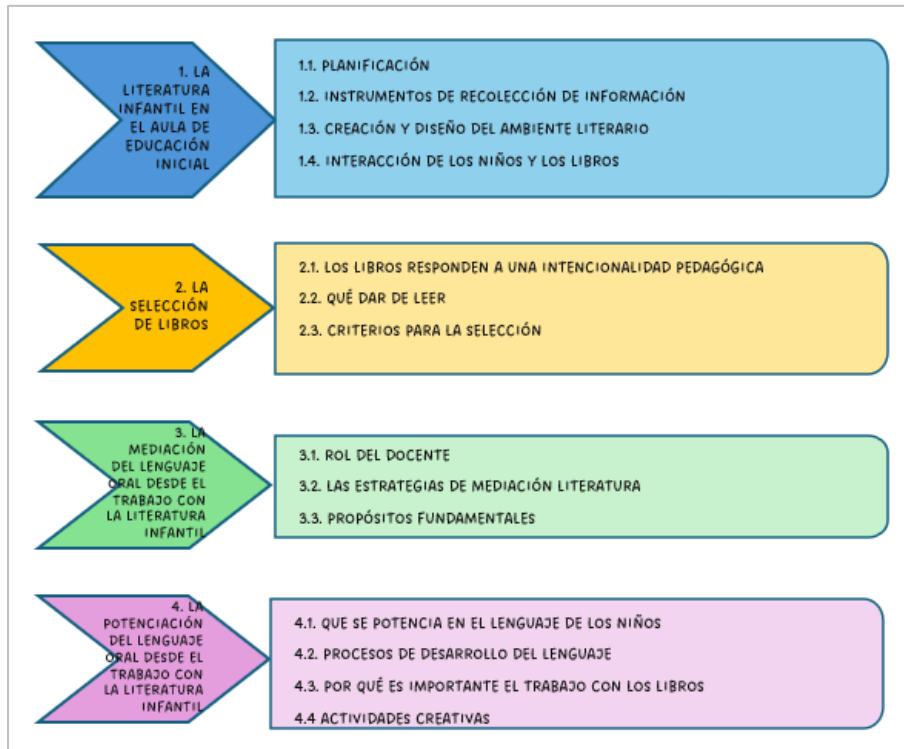 1. LA
LITERATURA
INFANTIL EN
EL AULA DE
EDUCACIÓN
INICIAL
1.1. PLANIFICACIÓN
1.2. INSTRUMENTOS DE RECOLECCIÓN DE INFORMACIÓN
1.3. CREACIÓN Y DISEÑO DEL AMBIENTE LITERARIO
1.4. INTERACCIÓN DE LOS NIÑOS Y LOS LIBROS
2. LA
SELECCIÓN
DE LIBROS
2.1. LOS LIBROS RESPONDEN A UNA INTENCIONALIDAD PEDAGÓGICA
2.2. QUÉ DAR DE LEER
2.3. CRITERIOS PARA LA SELECCIÓN
3. LA
MEDIACIÓN
DEL LENGUAJE
ORAL DESDE EL
TRABAJO CON
LA LITERATURA
INFANTIL
3.1. ROL DEL DOCENTE
3.2. LAS ESTRATEGIAS DE MEDIACIÓN LITERATURA
3.3. PROPÓSITOS FUNDAMENTALES
4. LA
POTENCIACIÓN
DEL LENGUAJE
ORAL DESDE EL
TRABAJO CON
LA LITERATURA
INFANTIL
4.1. QUE SE POTENCIA EN EL LENGUAJE DE LOS NIÑOS
4.2. PROCESOS DE DESARROLLO DEL LENGUAJE
4.3. POR QUÉ ES IMPORTANTE EL TRABAJO CON LOS LIBROS
4.4 ACTIVIDADES CREATIVAS